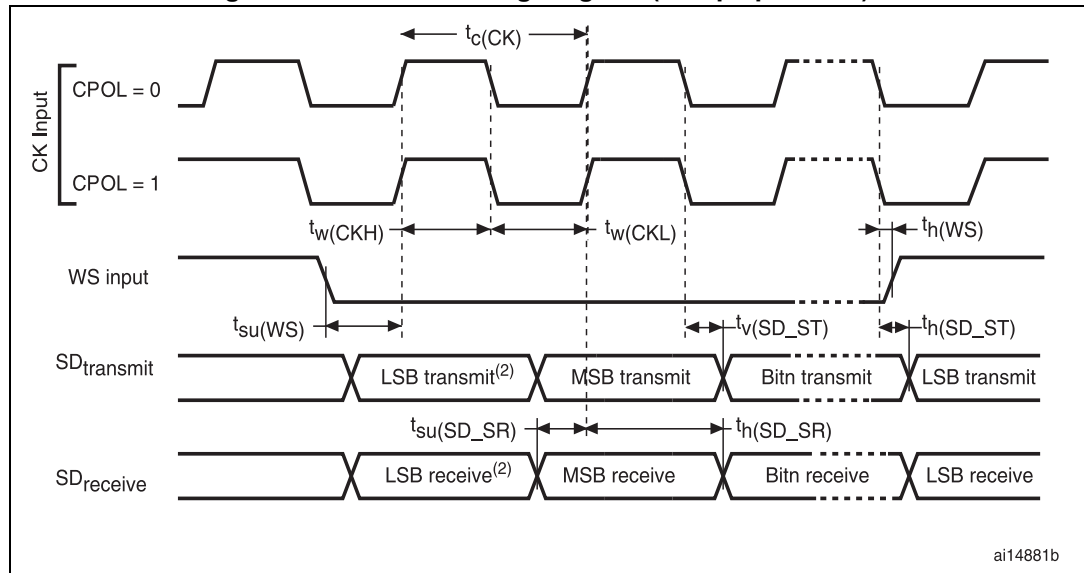 tc(CK)
CK Input
CPOL = 0
CPOL = 1
tw(CKH)
tw(CKL)
th(WS)
WS input
tsu(WS)
tv(SD_ST)
th(SD_ST)
SDtransmit
LSB transmit(2)
MSB transmit
Bitn transmit
LSB transmit
tsu(SD_SR)
th(SD_SR)
SDreceive
LSB receive(2)
MSB receive
Bitn receive
LSB receive
ai14881b